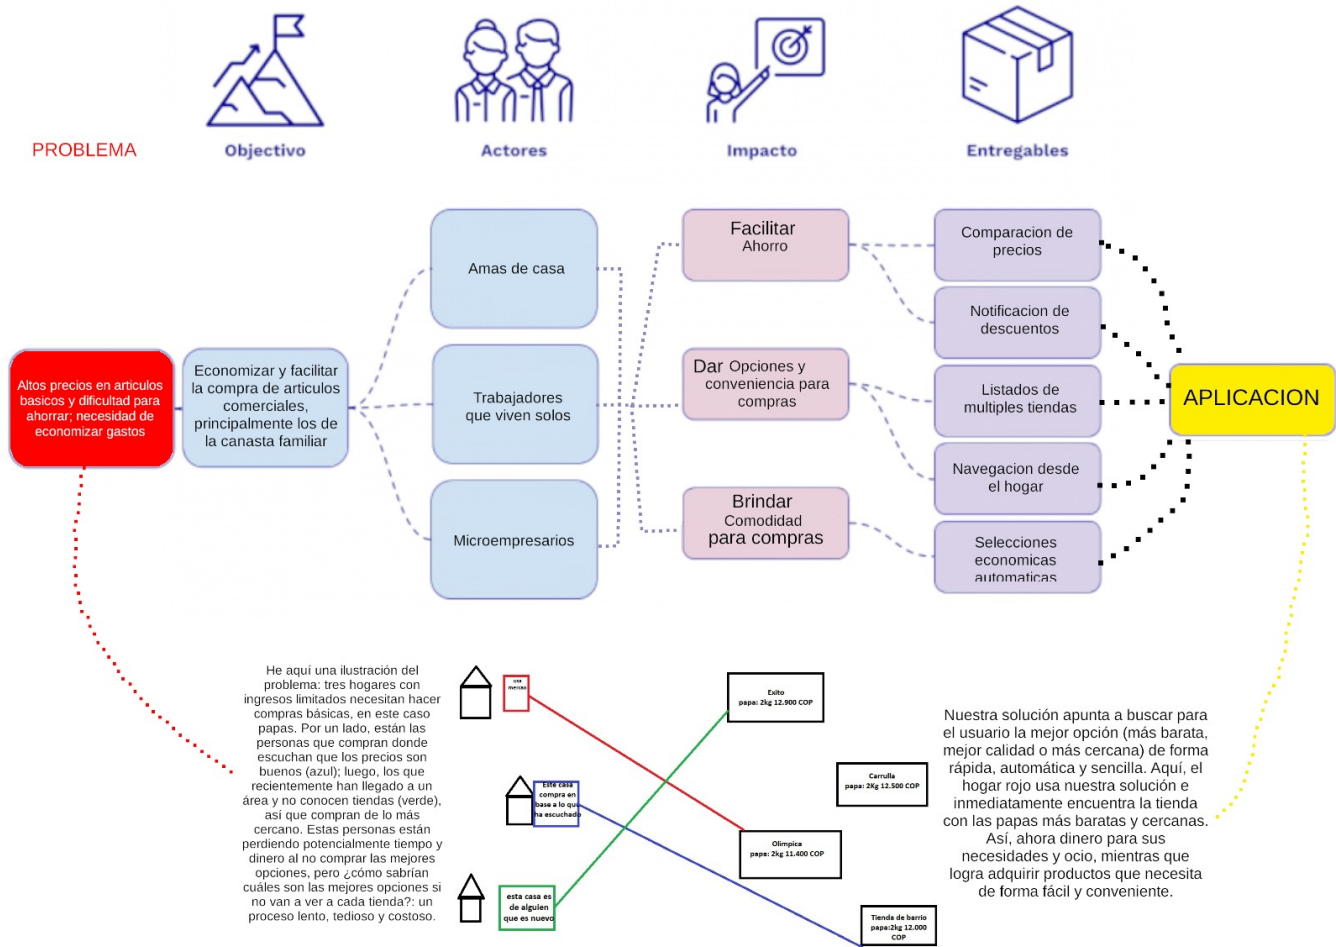 PROBLEMA
Objectivo
Actores
Impacto
Entregables
Altos precios en articulos
basicos y dificultad para
ahorrar; necesidad de
economizar gastos
Economizar y facilitar
la compra de articulos
comerciales,
principalmente los de
la canasta familiar
Amas de casa
Trabajadores
que viven solos
Microempresarios
Facilitar
Ahorro
Dar Opciones y
conveniencia para
compras
Brindar
Comodidad
para compras
Comparacion de
precios
Notificacion de
descuentos
Listados de
multiples tiendas
Navegacion desde
el hogar
Selecciones
economicas
automaticas
APLICACION
He aquí una ilustración del
problema: tres hogares con
ingresos limitados necesitan hacer
compras básicas, en este caso
papas. Por un lado, están las
personas que compran donde
escuchan que los precios son
buenos (azul); luego, los que
recientemente han llegado a un
área y no conocen tiendas (verde),
así que compran de lo más
cercano. Estas personas están
perdiendo potencialmente tiempo y
dinero al no comprar las mejores
opciones, pero ¿cómo sabrían
cuáles son las mejores opciones si
no van a ver a cada tienda?: un
proceso lento, tedioso y costoso.
usa
Este casa
compra en
base a lo que
ha escuchado
esta casa es
de alguien
que es nuevo
Exito
papa: 2kg 12.900 COP
Carrulla
papa: 2Kg 12.500 COP
Olimpica
papa: 2kg 11.400 COP
Tienda de barrio
papa:2kg 12.000
COP
Nuestra solución apunta a buscar para
el usuario la mejor opción (más barata,
mejor calidad o más cercana) de forma
rápida, automática y sencilla. Aquí, el
hogar rojo usa nuestra solución e
inmediatamente encuentra la tienda
con las papas más baratas y cercanas.
Así, ahora dinero para sus
necesidades y ocio, mientras que
logra adquirir productos que necesita
de forma fácil y conveniente.